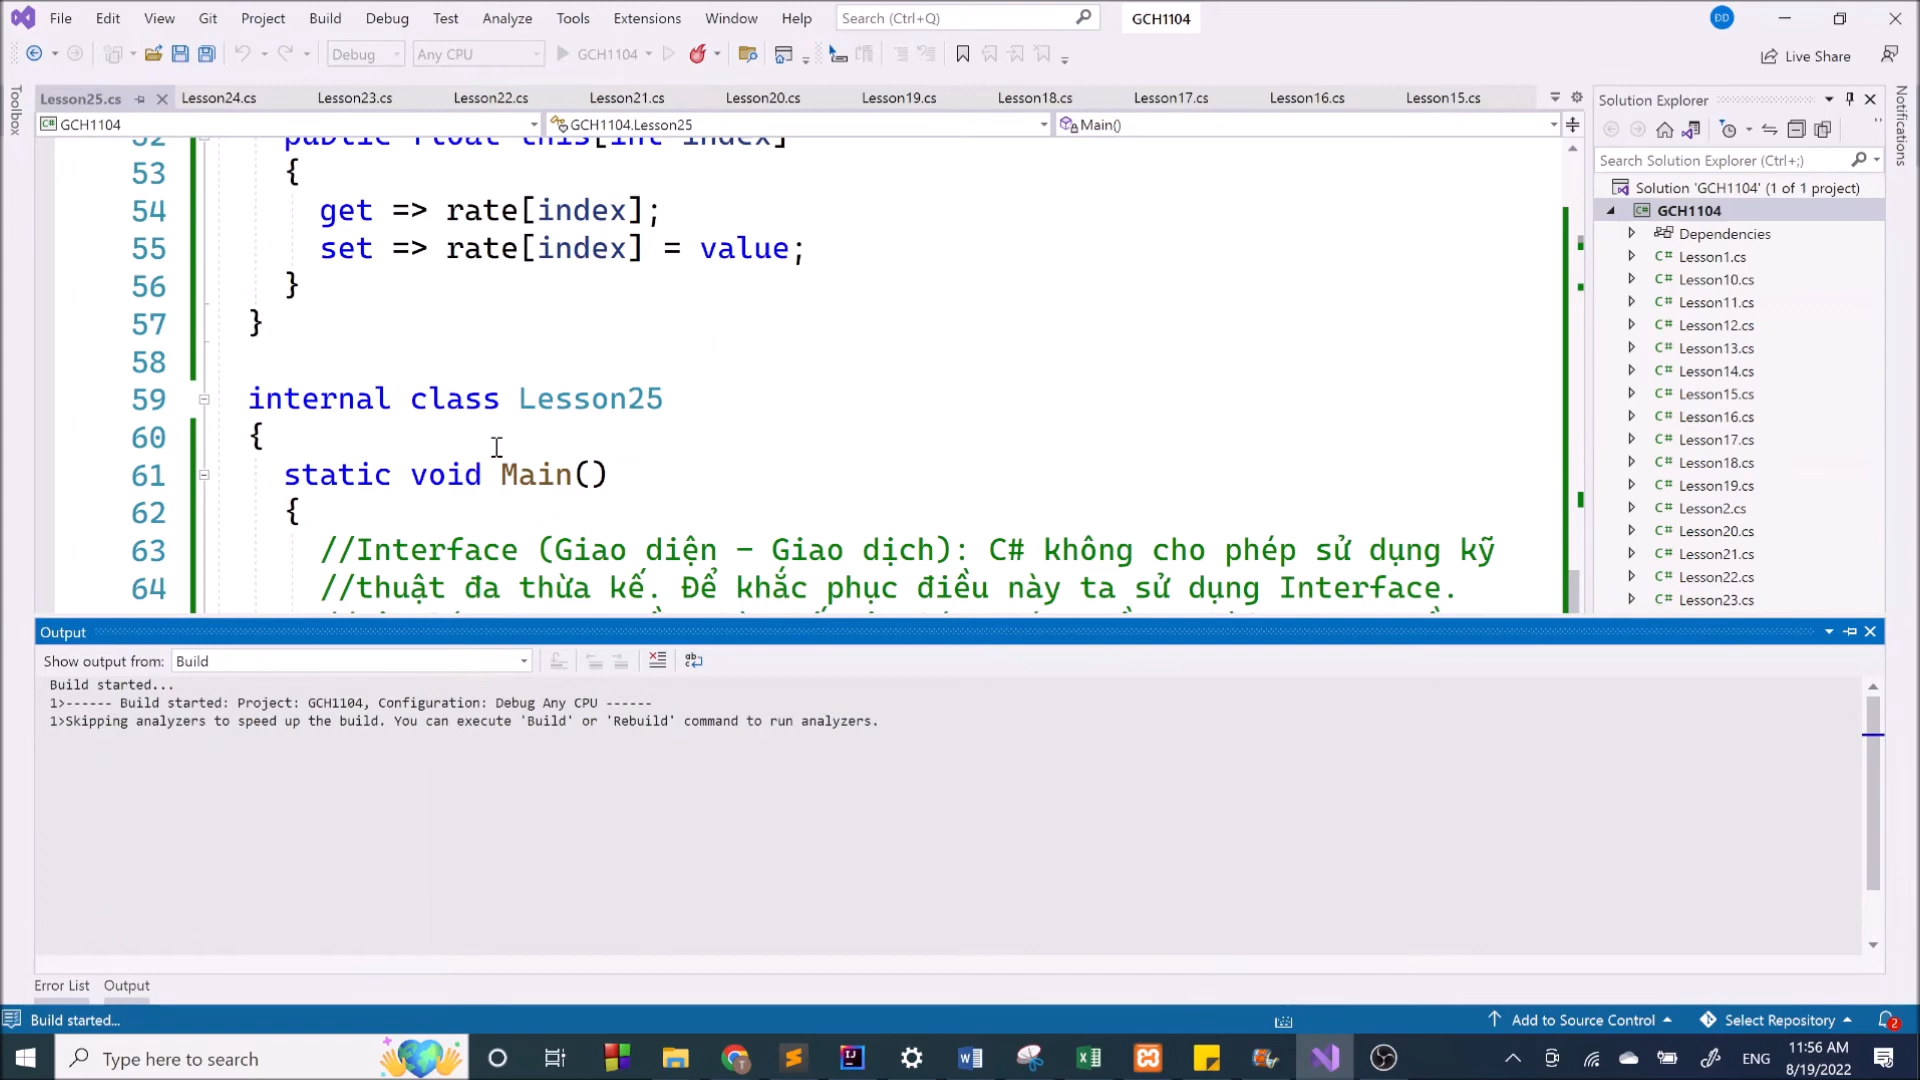 File Edit View Git Project Build Debug Test Analyze Tools Extensions Window Help Search (Ctrl+Q) GCH1104 ĐD
Debug Any CPU GCH1104 Live Share
Toolbox
Lesson25.cs Lesson24.cs Lesson23.cs Lesson22.cs Lesson21.cs Lesson20.cs Lesson19.cs Lesson18.cs Lesson17.cs Lesson16.cs Lesson15.cs
GCH1104 GCH1104.Lesson25 Main()
52 public float this[int index]
53 {
54 get => rate[index];
55 set => rate[index] = value;
56 }
57 }
58
59 internal class Lesson25
60 {
61 static void Main()
62 {
63 //Interface (Giao diện - Giao dịch): C# không cho phép sử dụng kỹ
64 //thuật đa thừa kế. Để khắc phục điều này ta sử dụng Interface.
Solution Explorer
Search Solution Explorer (Ctrl+;)
Solution 'GCH1104' (1 of 1 project)
C# GCH1104
Dependencies
C# Lesson1.cs
C# Lesson10.cs
C# Lesson11.cs
C# Lesson12.cs
C# Lesson13.cs
C# Lesson14.cs
C# Lesson15.cs
C# Lesson16.cs
C# Lesson17.cs
C# Lesson18.cs
C# Lesson19.cs
C# Lesson2.cs
C# Lesson20.cs
C# Lesson21.cs
C# Lesson22.cs
C# Lesson23.cs
Notifications
Output
Show output from: Build
Build started...
1>------ Build started: Project: GCH1104, Configuration: Debug Any CPU ------
1>Skipping analyzers to speed up the build. You can execute 'Build' or 'Rebuild' command to run analyzers.
Error List Output
Build started... Add to Source Control Select Repository 2
Type here to search ENG 11:56 AM
8/19/2022